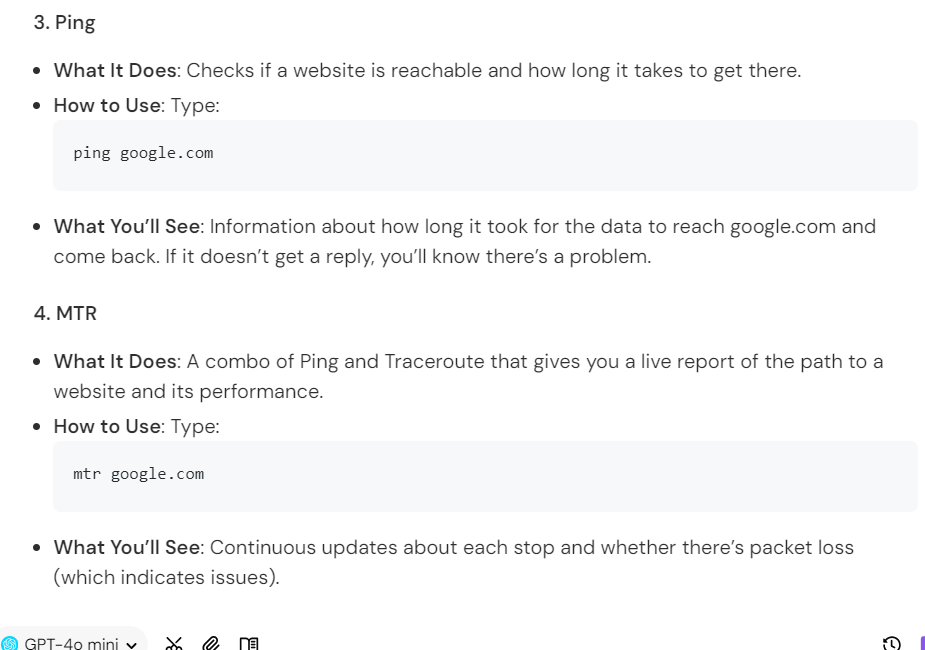 3. Ping
• What It Does: Checks if a website is reachable and how long it takes to get there.
• How to Use: Type:
ping google.com
• What You’ll See: Information about how long it took for the data to reach google.com and
come back. If it doesn’t get a reply, you’ll know there’s a problem.
4. MTR
• What It Does: A combo of Ping and Traceroute that gives you a live report of the path to a
website and its performance.
• How to Use: Type:
mtr google.com
• What You’ll See: Continuous updates about each stop and whether there’s packet loss
(which indicates issues).
GPT-4o mini